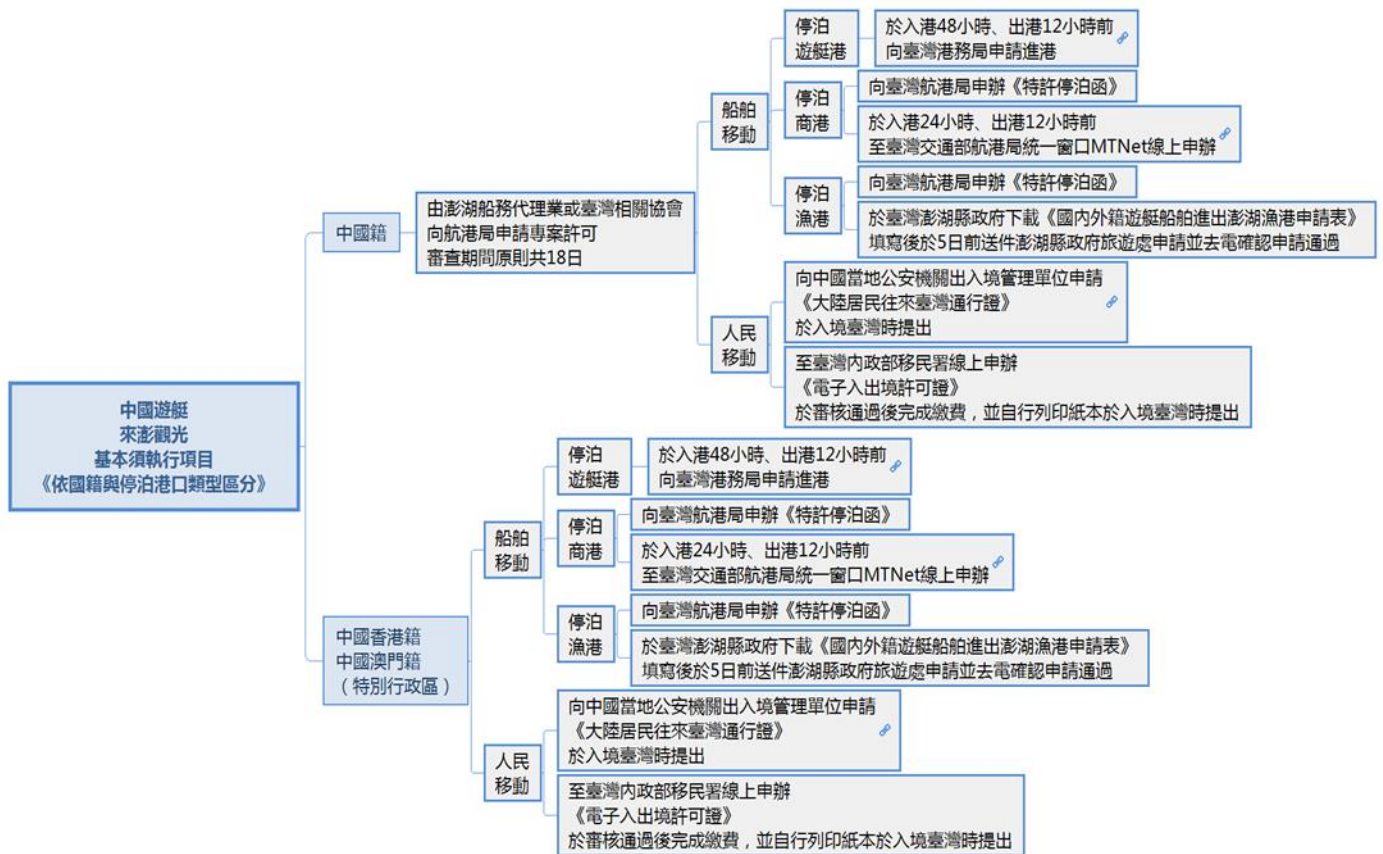 中國遊艇
來澎觀光
基本須執行項目
《依國籍與停泊港口類型區分》
中國籍
由澎湖船務代理業或臺灣相關協會
向航港局申請專案許可
審查期間原則共18日
船舶
移動
停泊
遊艇港
於入港48小時、出港12小時前
向臺灣港務局申請進港
停泊
商港
向臺灣航港局申辦《特許停泊函》
於入港24小時、出港12小時前
至臺灣交通部航港局統一窗口MTNet線上申辦
停泊
漁港
向臺灣航港局申辦《特許停泊函》
於臺灣澎湖縣政府下載《國內外籍遊艇船舶進出澎湖漁港申請表》
填寫後於5日前送件澎湖縣政府旅遊處申請並去電確認申請通過
人民
移動
向中國當地公安機關出入境管理單位申請
《大陸居民往來臺灣通行證》
於入境臺灣時提出
至臺灣內政部移民署線上申辦
《電子入出境許可證》
於審核通過後完成繳費，並自行列印紙本於入境臺灣時提出
中國香港籍
中國澳門籍
（特別行政區）
船舶
移動
停泊
遊艇港
於入港48小時、出港12小時前
向臺灣港務局申請進港
停泊
商港
向臺灣航港局申辦《特許停泊函》
於入港24小時、出港12小時前
至臺灣交通部航港局統一窗口MTNet線上申辦
停泊
漁港
向臺灣航港局申辦《特許停泊函》
於臺灣澎湖縣政府下載《國內外籍遊艇船舶進出澎湖漁港申請表》
填寫後於5日前送件澎湖縣政府旅遊處申請並去電確認申請通過
人民
移動
向中國當地公安機關出入境管理單位申請
《大陸居民往來臺灣通行證》
於入境臺灣時提出
至臺灣內政部移民署線上申辦
《電子入出境許可證》
於審核通過後完成繳費，並自行列印紙本於入境臺灣時提出